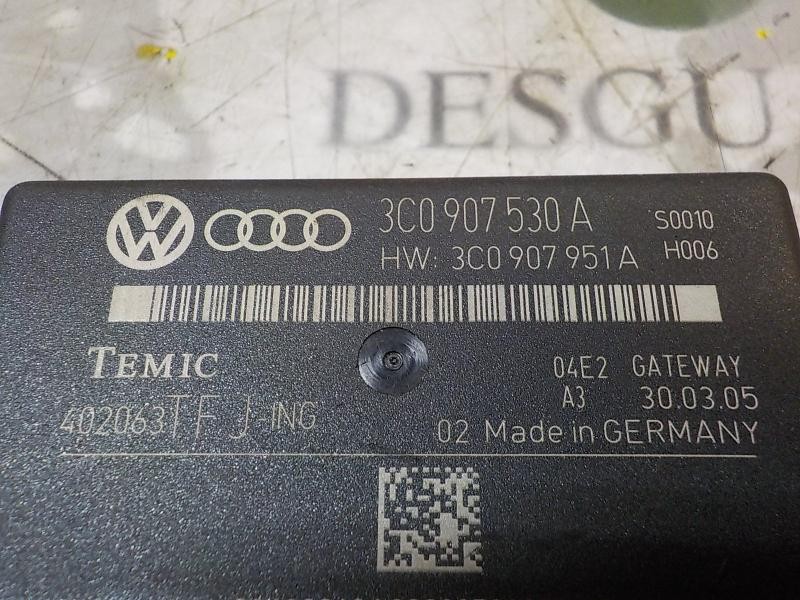 DESGU
3C0 907 530 A S0010
HW: 3C0 907 951 A H006
TEMIC 04E2 GATEWAY
A3 30.03.05
402063TFJ-ING 02 Made in GERMANY